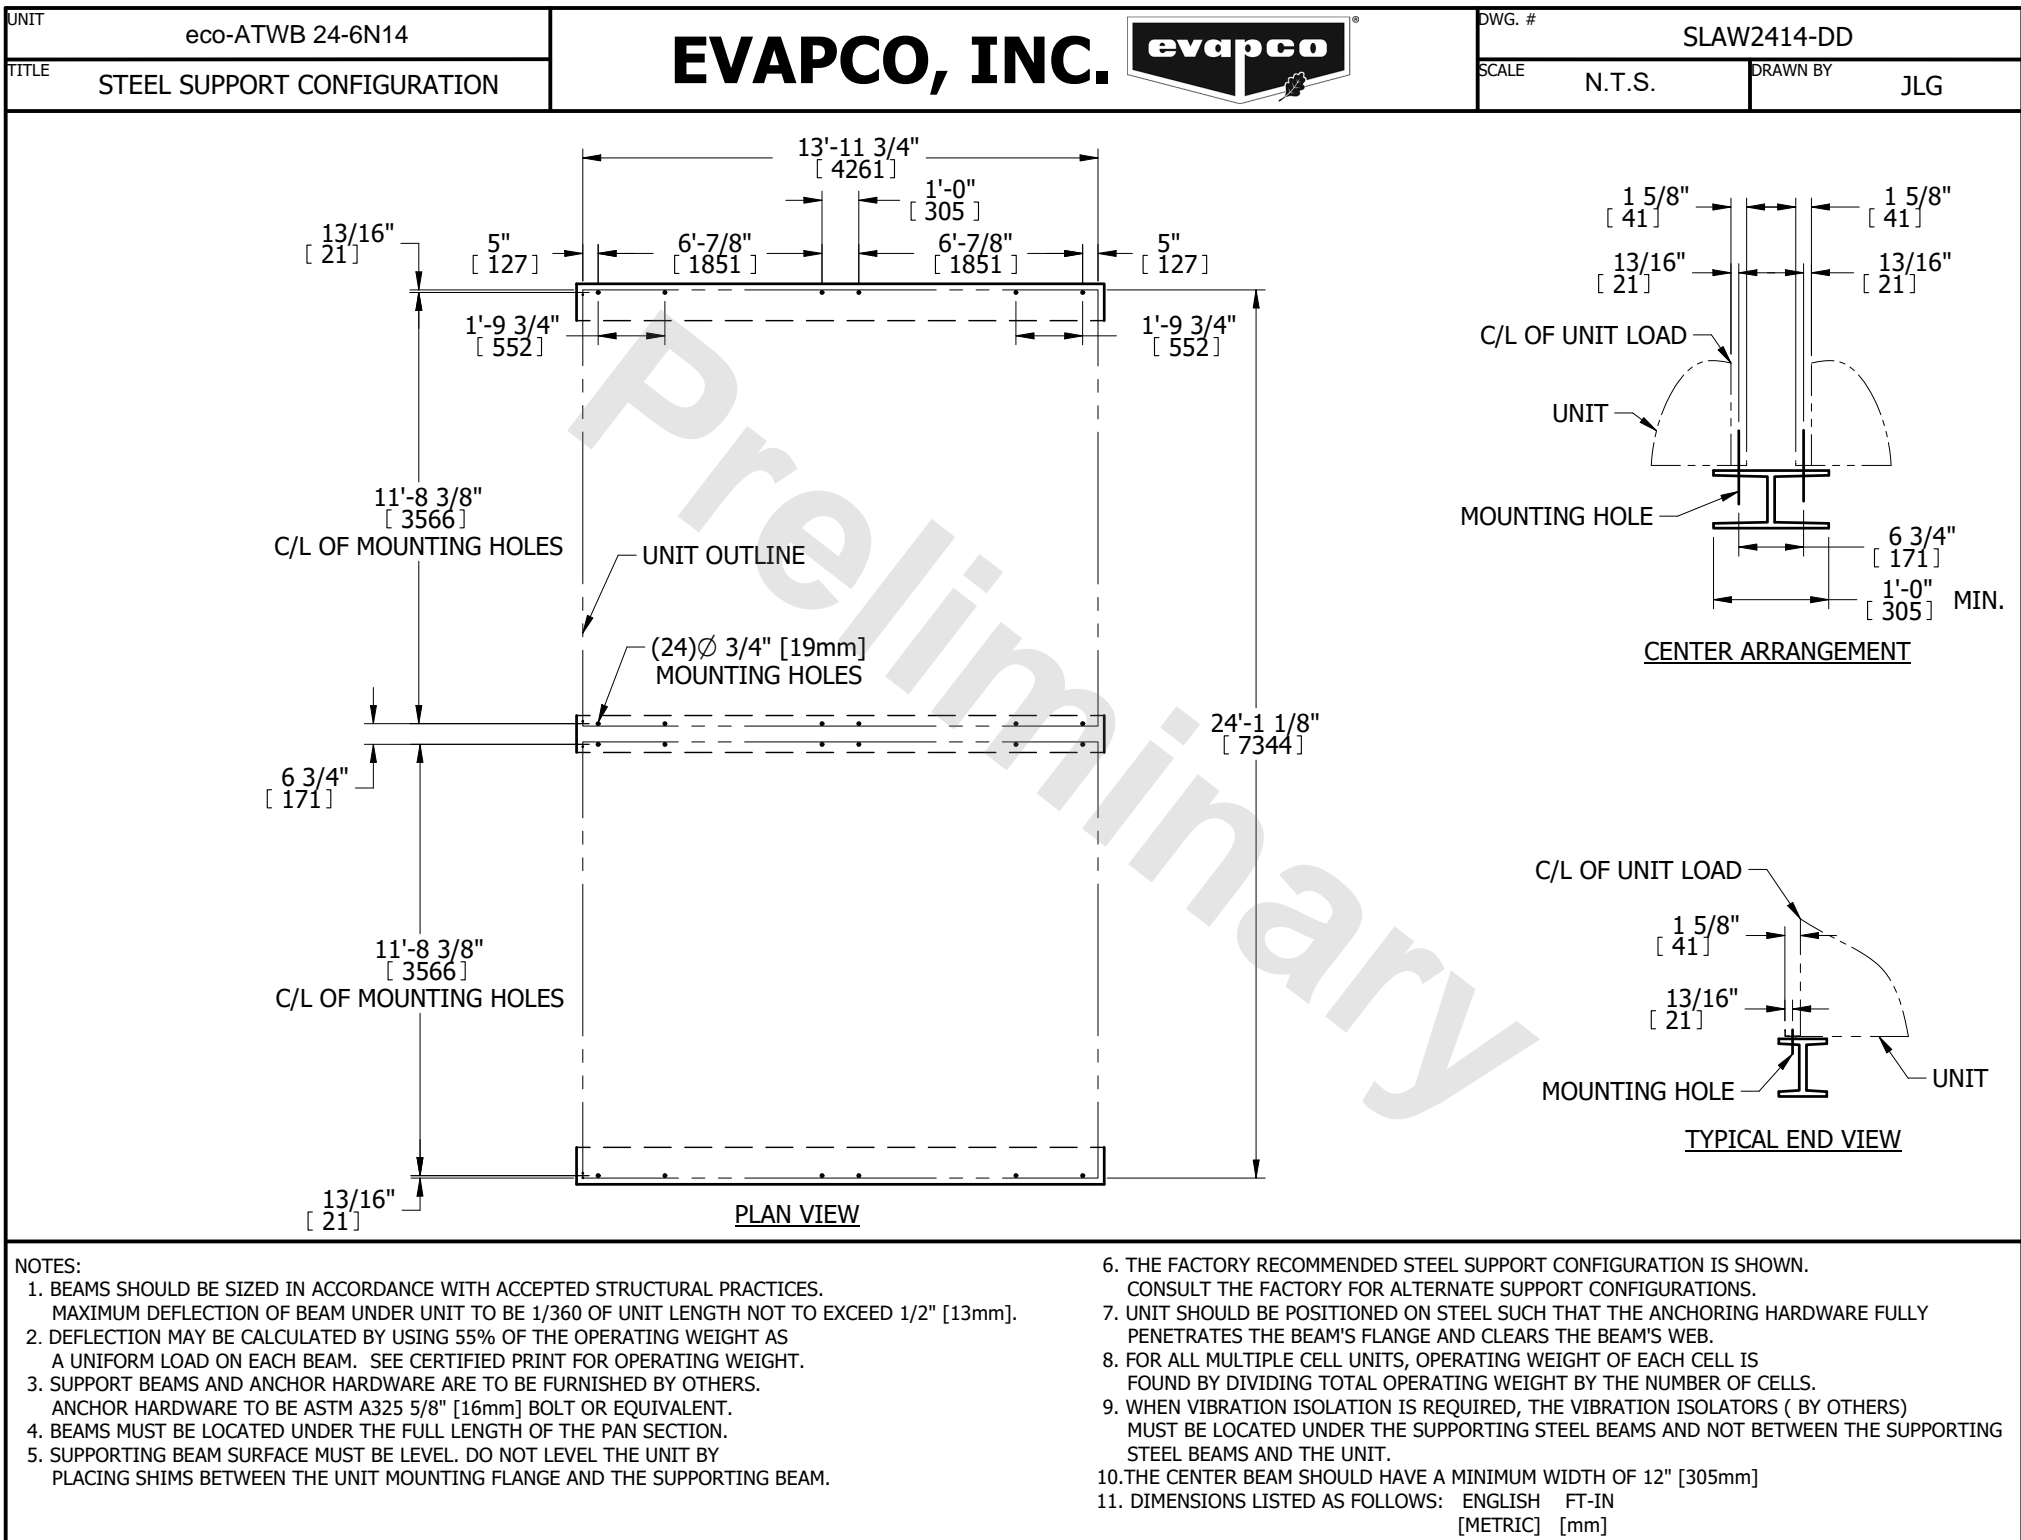 UNIT
eco-ATWB 24-6N14
TITLE
STEEL SUPPORT CONFIGURATION
EVAPCO, INC.
evapco
®
DWG. #
SLAW2414-DD
SCALE
N.T.S.
DRAWN BY
JLG
13'-11 3/4"
[ 4261]
1'-0"
[ 305 ]
13/16"
[ 21]
5"
[ 127]
6'-7/8"
[ 1851 ]
6'-7/8"
[ 1851 ]
5"
[ 127]
1'-9 3/4"
[ 552]
1'-9 3/4"
[ 552]
11'-8 3/8"
[ 3566]
C/L OF MOUNTING HOLES
UNIT OUTLINE
(24)∅ 3/4" [19mm]
MOUNTING HOLES
24'-1 1/8"
[ 7344]
6 3/4"
[ 171]
11'-8 3/8"
[ 3566]
C/L OF MOUNTING HOLES
13/16"
[ 21]
PLAN VIEW
Preliminary
1 5/8"
[ 41]
1 5/8"
[ 41]
13/16"
[ 21]
13/16"
[ 21]
C/L OF UNIT LOAD
UNIT
MOUNTING HOLE
6 3/4"
[ 171]
1'-0"
[ 305] MIN.
CENTER ARRANGEMENT
C/L OF UNIT LOAD
1 5/8"
[ 41]
13/16"
[ 21]
MOUNTING HOLE
UNIT
TYPICAL END VIEW
NOTES:
1. BEAMS SHOULD BE SIZED IN ACCORDANCE WITH ACCEPTED STRUCTURAL PRACTICES.
MAXIMUM DEFLECTION OF BEAM UNDER UNIT TO BE 1/360 OF UNIT LENGTH NOT TO EXCEED 1/2" [13mm].
2. DEFLECTION MAY BE CALCULATED BY USING 55% OF THE OPERATING WEIGHT AS
A UNIFORM LOAD ON EACH BEAM. SEE CERTIFIED PRINT FOR OPERATING WEIGHT.
3. SUPPORT BEAMS AND ANCHOR HARDWARE ARE TO BE FURNISHED BY OTHERS.
ANCHOR HARDWARE TO BE ASTM A325 5/8" [16mm] BOLT OR EQUIVALENT.
4. BEAMS MUST BE LOCATED UNDER THE FULL LENGTH OF THE PAN SECTION.
5. SUPPORTING BEAM SURFACE MUST BE LEVEL. DO NOT LEVEL THE UNIT BY
PLACING SHIMS BETWEEN THE UNIT MOUNTING FLANGE AND THE SUPPORTING BEAM.
6. THE FACTORY RECOMMENDED STEEL SUPPORT CONFIGURATION IS SHOWN.
CONSULT THE FACTORY FOR ALTERNATE SUPPORT CONFIGURATIONS.
7. UNIT SHOULD BE POSITIONED ON STEEL SUCH THAT THE ANCHORING HARDWARE FULLY
PENETRATES THE BEAM'S FLANGE AND CLEARS THE BEAM'S WEB.
8. FOR ALL MULTIPLE CELL UNITS, OPERATING WEIGHT OF EACH CELL IS
FOUND BY DIVIDING TOTAL OPERATING WEIGHT BY THE NUMBER OF CELLS.
9. WHEN VIBRATION ISOLATION IS REQUIRED, THE VIBRATION ISOLATORS ( BY OTHERS)
MUST BE LOCATED UNDER THE SUPPORTING STEEL BEAMS AND NOT BETWEEN THE SUPPORTING
STEEL BEAMS AND THE UNIT.
10.THE CENTER BEAM SHOULD HAVE A MINIMUM WIDTH OF 12" [305mm]
11. DIMENSIONS LISTED AS FOLLOWS: ENGLISH FT-IN
[METRIC] [mm]